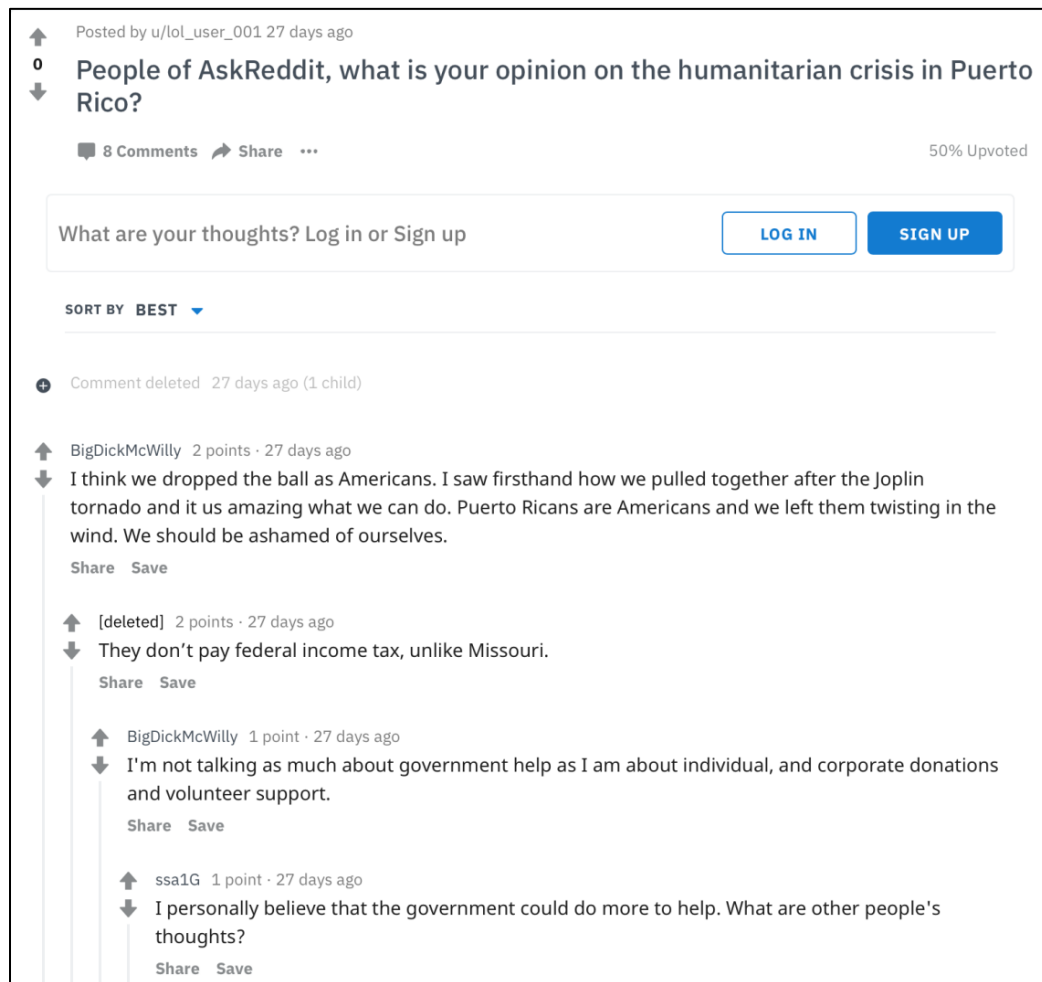 Posted by u/lol_user_001 27 days ago
0
People of AskReddit, what is your opinion on the humanitarian crisis in Puerto
Rico?
8 Comments Share ···
50% Upvoted
What are your thoughts? Log in or Sign up
LOG IN
SIGN UP
SORT BY BEST
Comment deleted 27 days ago (1 child)
BigDickMcWilly 2 points · 27 days ago
I think we dropped the ball as Americans. I saw firsthand how we pulled together after the Joplin
tornado and it us amazing what we can do. Puerto Ricans are Americans and we left them twisting in the
wind. We should be ashamed of ourselves.
Share Save
[deleted] 2 points · 27 days ago
They don’t pay federal income tax, unlike Missouri.
Share Save
BigDickMcWilly 1 point · 27 days ago
I'm not talking as much about government help as I am about individual, and corporate donations
and volunteer support.
Share Save
ssa1G 1 point · 27 days ago
I personally believe that the government could do more to help. What are other people's
thoughts?
Share Save